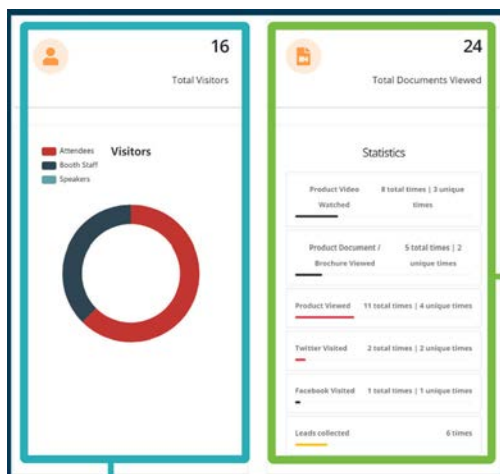 16
Total Visitors
Attendees
Booth Staff
Speakers
Visitors
24
Total Documents Viewed
Statistics
Product Video Watched
8 total times | 3 unique times
Product Document / Brochure Viewed
5 total times | 2 unique times
Product Viewed 11 total times | 4 unique times
Twitter Visited 2 total times | 2 unique times
Facebook Visited 1 total times | 1 unique times
Leads collected 6 times